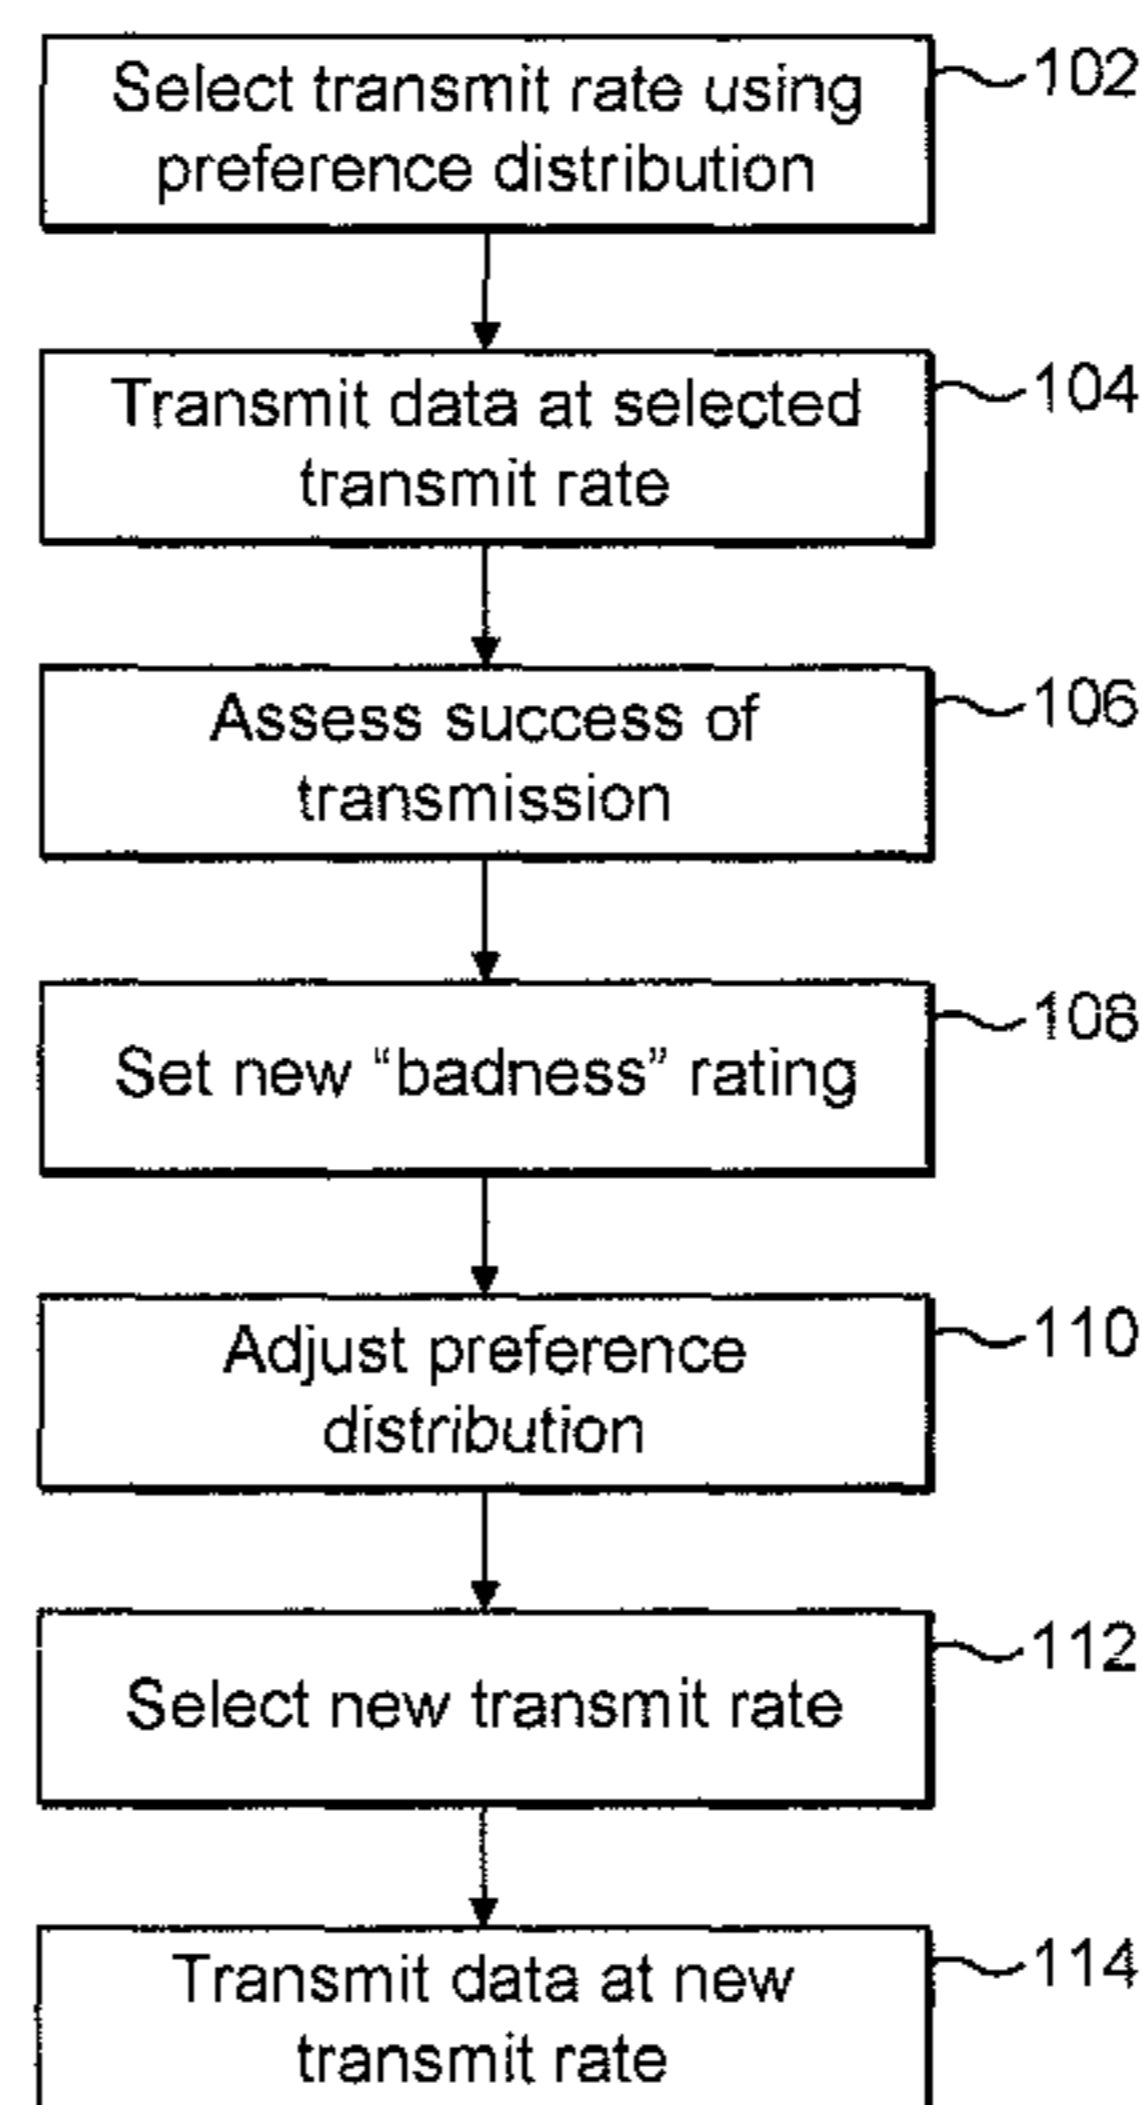 Select transmit rate using
preference distribution
102
Transmit data at selected
transmit rate
104
Assess success of
transmission
106
Set new “badness” rating
108
Adjust preference
distribution
110
Select new transmit rate
112
Transmit data at new
transmit rate
114